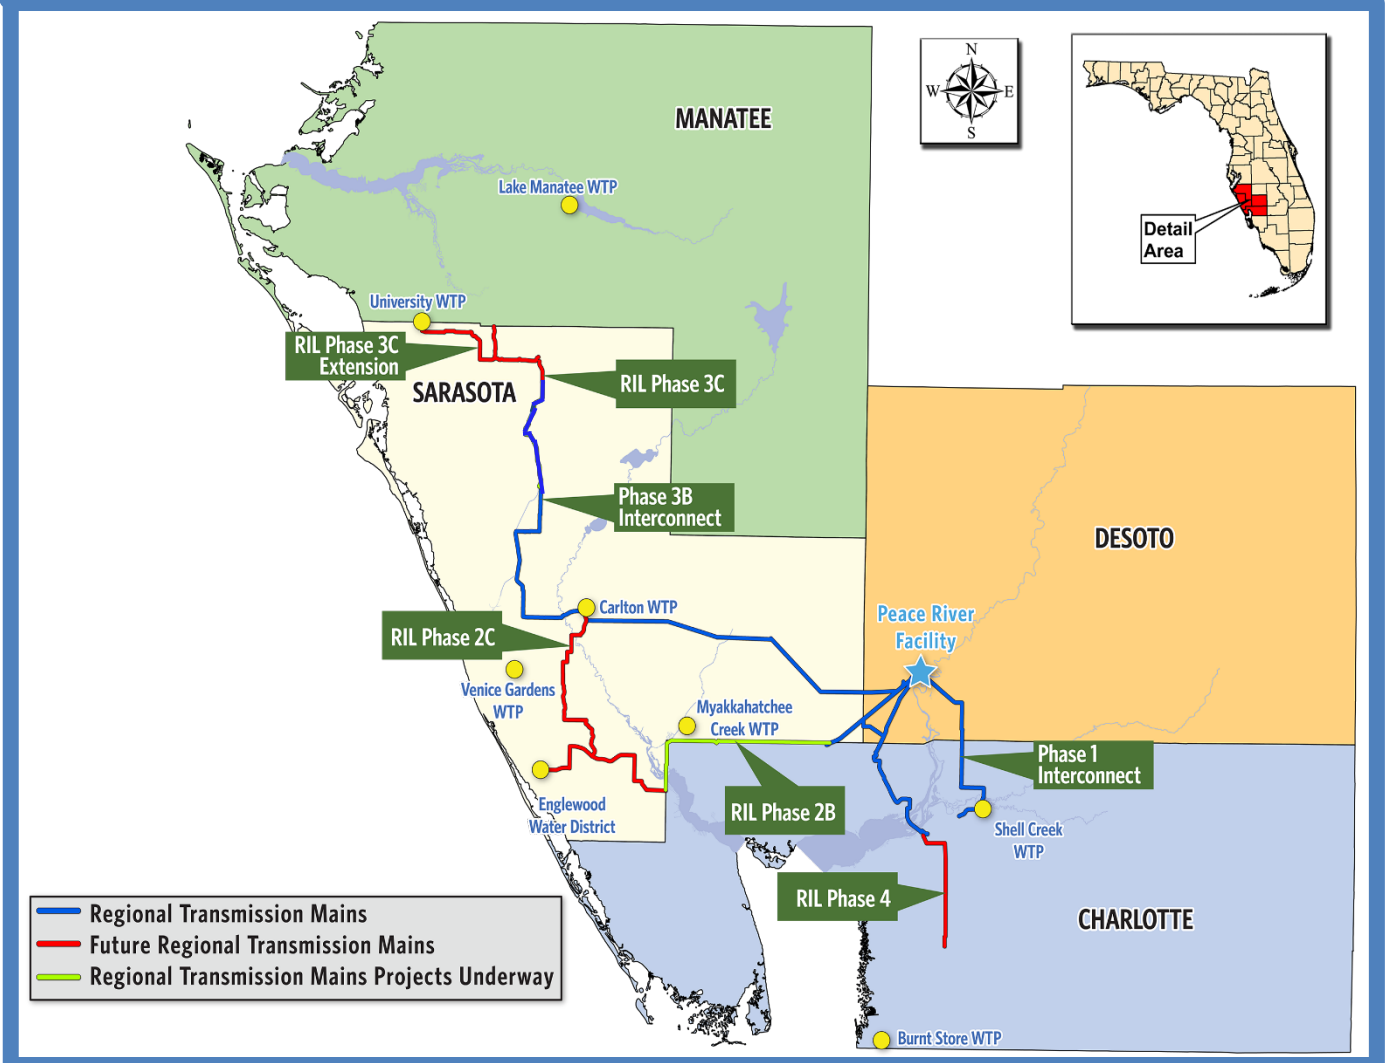 MANATEE
N
W E
S
Detail
Area
Lake Manatee WTP
University WTP
RIL Phase 3C
Extension
RIL Phase 3C
SARASOTA
Phase 3B
Interconnect
DESOTO
Carlton WTP
Peace River
Facility
RIL Phase 2C
Venice Gardens
WTP
Myakkahatchee
Creek WTP
Phase 1
Interconnect
Englewood
Water District
RIL Phase 2B
Shell Creek
WTP
RIL Phase 4
CHARLOTTE
Regional Transmission Mains
Future Regional Transmission Mains
Regional Transmission Mains Projects Underway
Burnt Store WTP